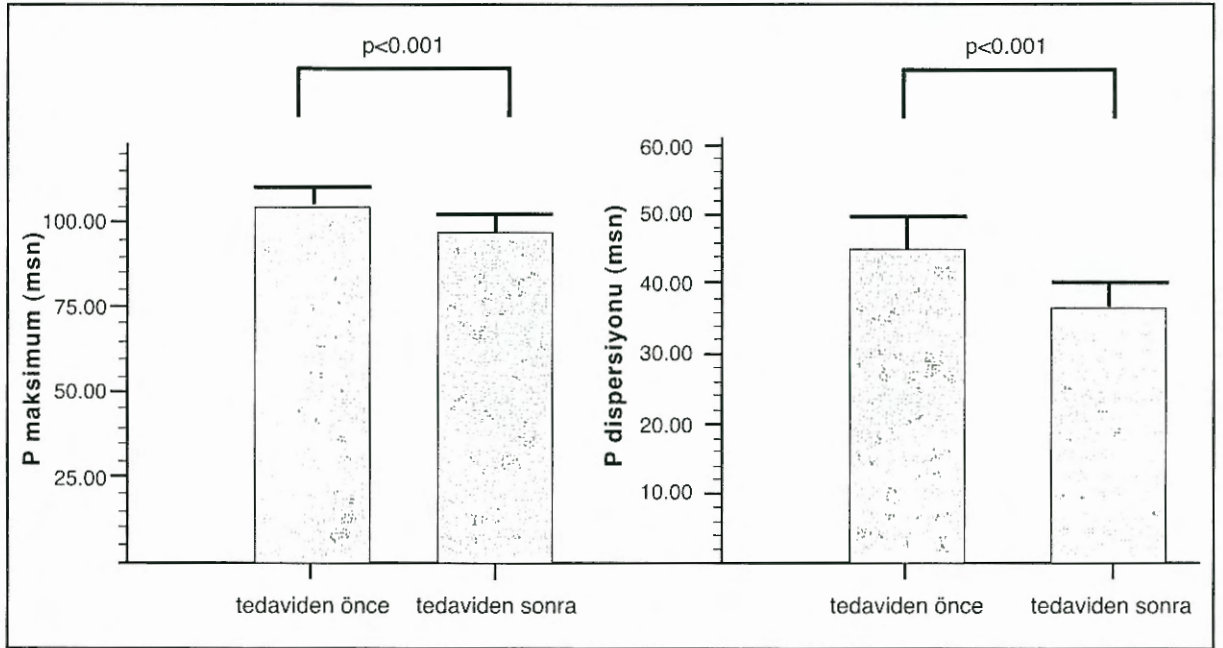 p<0.001
P maksimum (msn)
100.00
75.00
50.00
25.00
tedaviden önce
tedaviden sonra
p<0.001
P dispersiyonu (msn)
60.00
50.00
40.00
30.00
20.00
10.00
tedaviden önce
tedaviden sonra